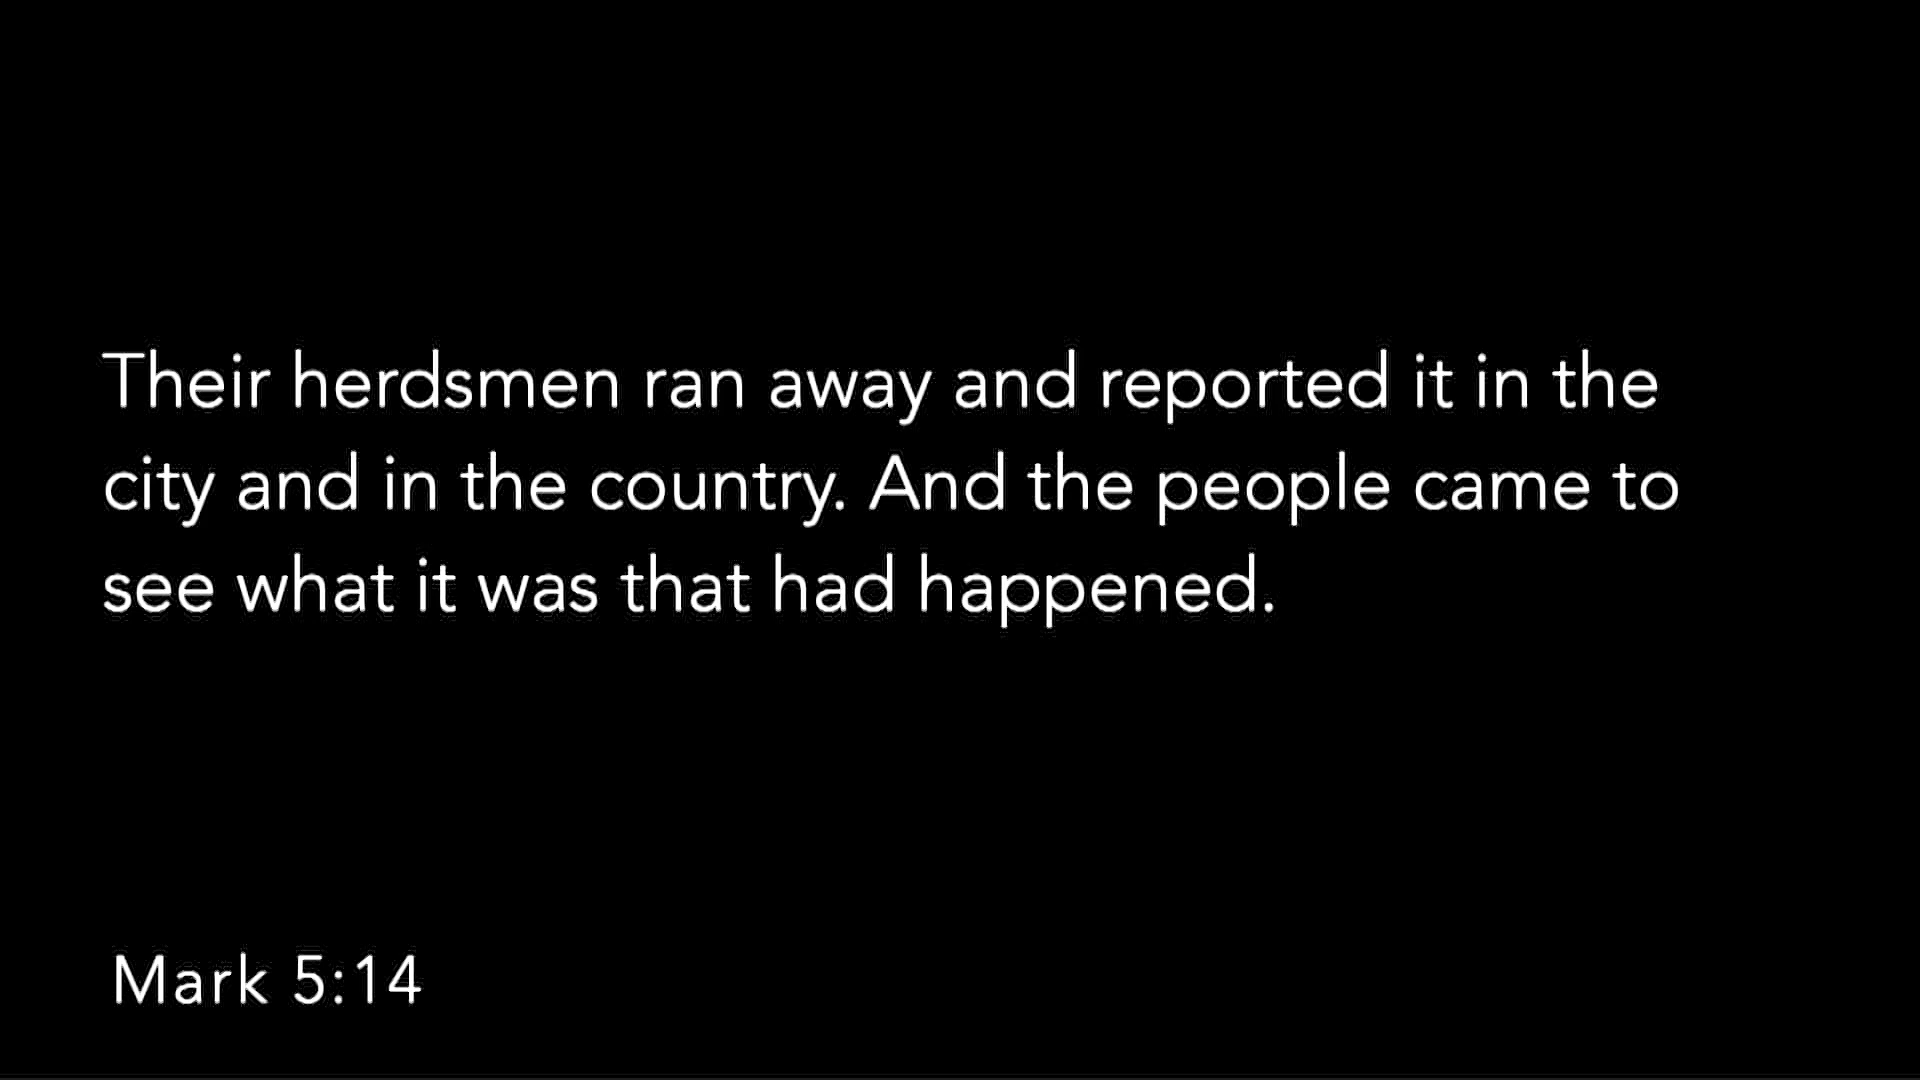 Their herdsmen ran away and reported it in the
city and in the country. And the people came to
see what it was that had happened.
Mark 5:14